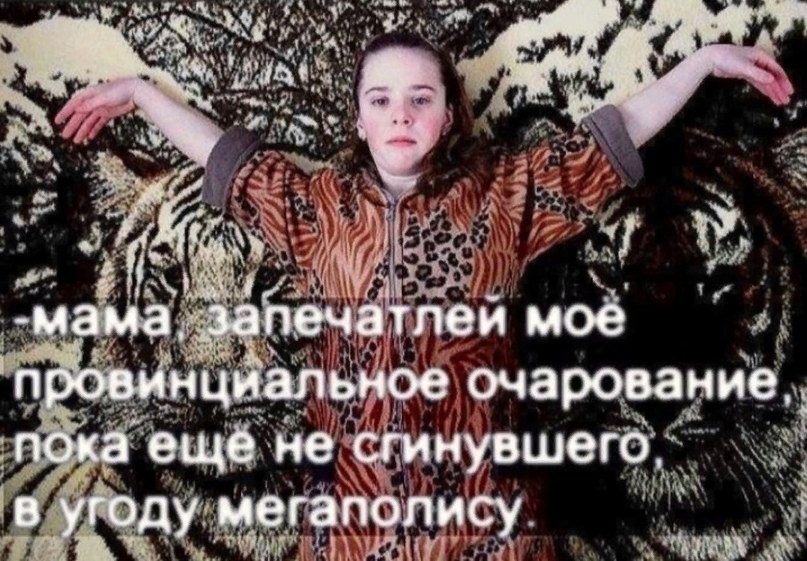 -мама, запечатлей моё
провинциальное очарование,
пока ещё не сгинувшего,
в угоду мегаполису.